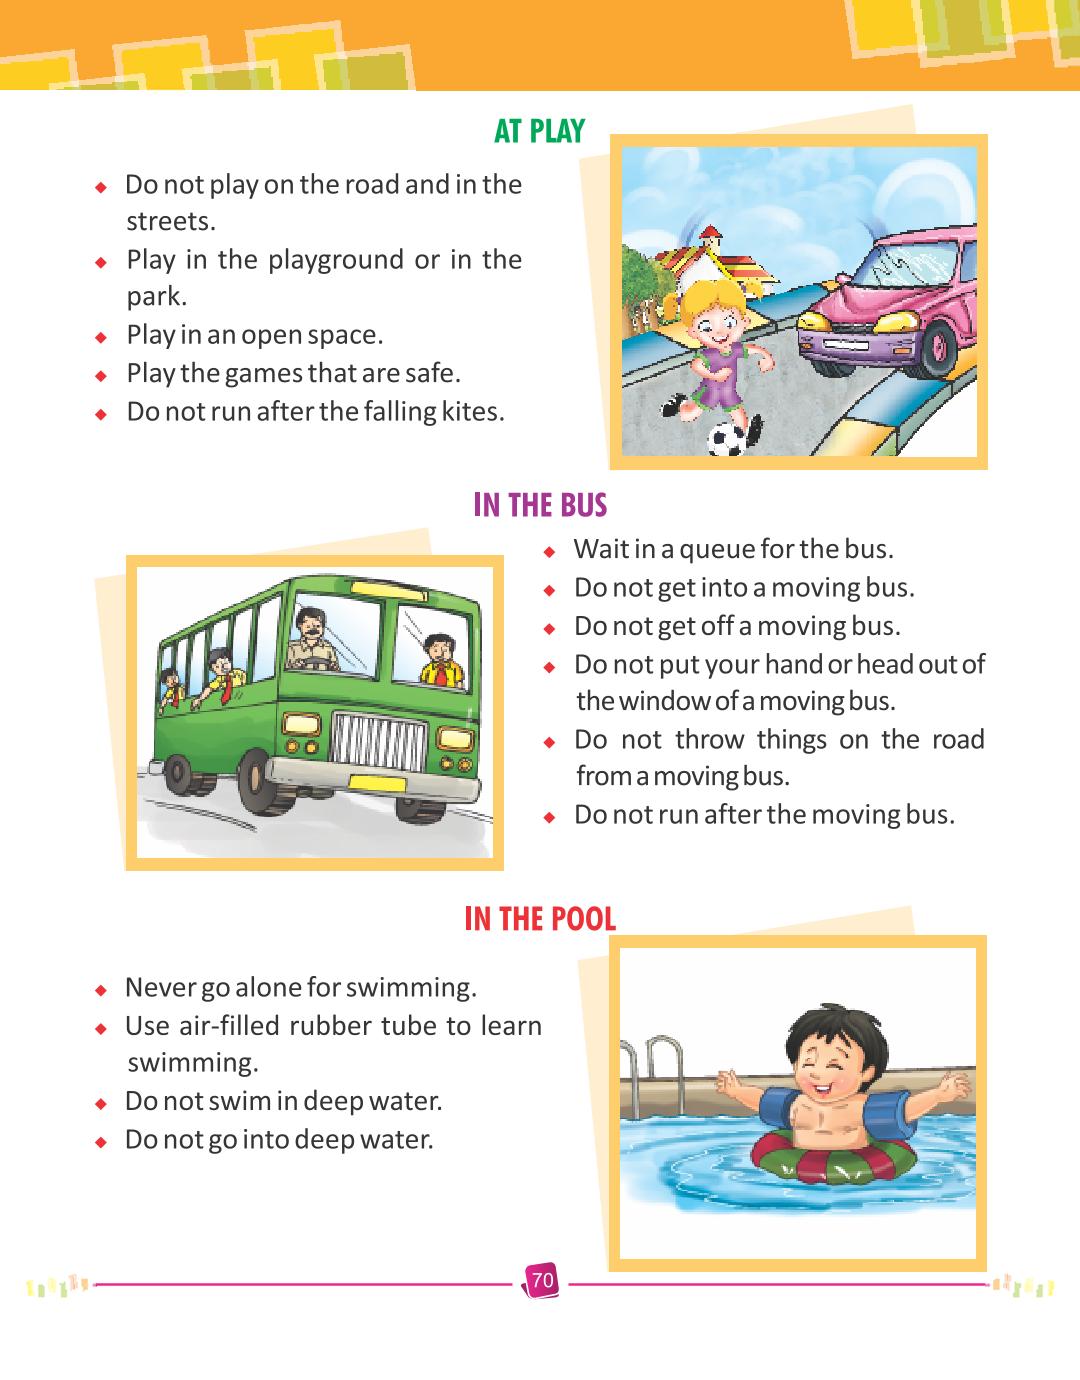 AT PLAY
◆ Do not play on the road and in the
streets.
◆ Play in the playground or in the
park.
◆ Play in an open space.
◆ Play the games that are safe.
◆ Do not run after the falling kites.
IN THE BUS
◆ Wait in a queue for the bus.
◆ Do not get into a moving bus.
◆ Do not get off a moving bus.
◆ Do not put your hand or head out of
the window of a moving bus.
◆ Do not throw things on the road
from a moving bus.
◆ Do not run after the moving bus.
IN THE POOL
◆ Never go alone for swimming.
◆ Use air-filled rubber tube to learn
swimming.
◆ Do not swim in deep water.
◆ Do not go into deep water.
70